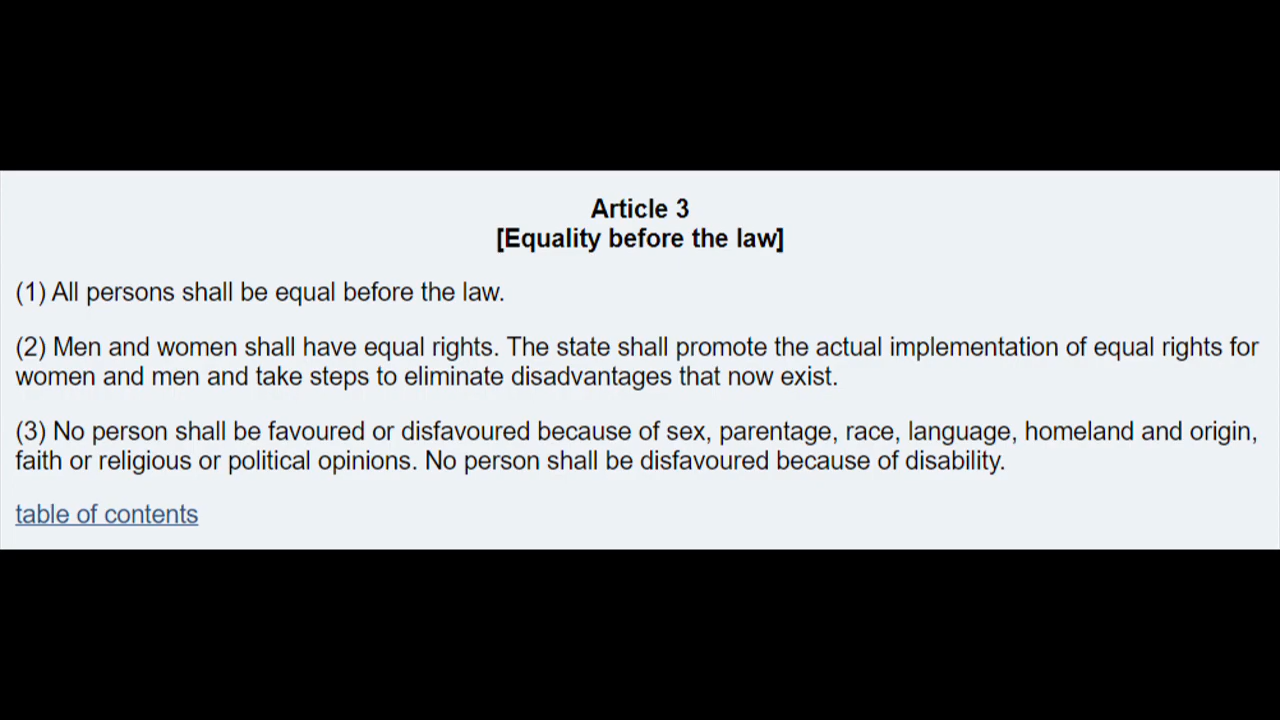 Article 3
[Equality before the law]
(1) All persons shall be equal before the law.
(2) Men and women shall have equal rights. The state shall promote the actual implementation of equal rights for
women and men and take steps to eliminate disadvantages that now exist.
(3) No person shall be favoured or disfavoured because of sex, parentage, race, language, homeland and origin,
faith or religious or political opinions. No person shall be disfavoured because of disability.
table of contents